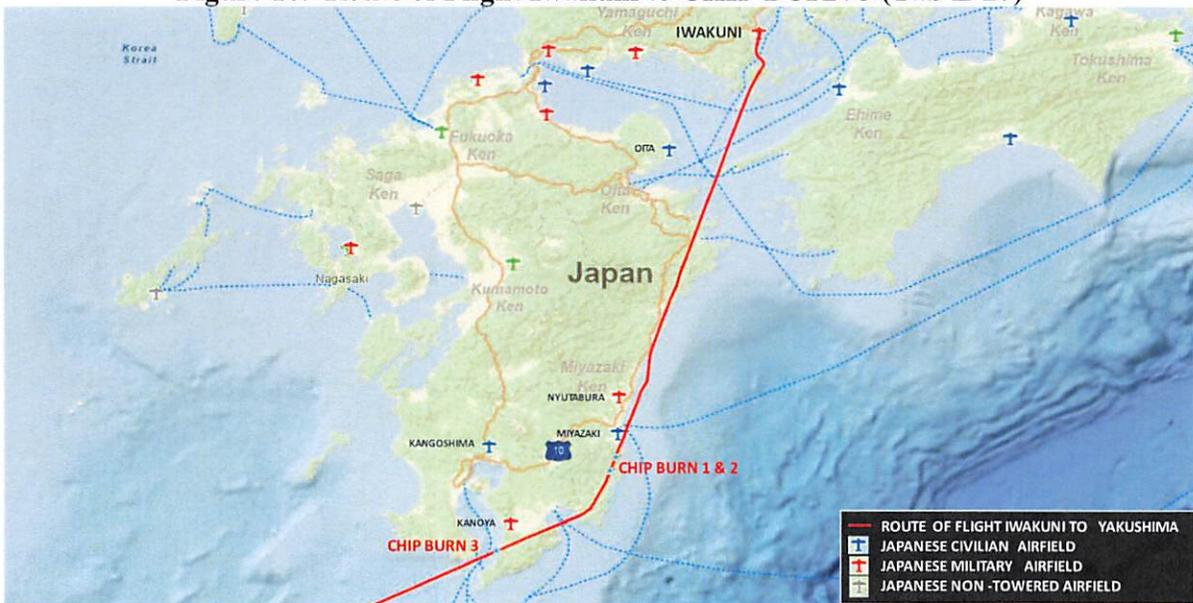 Korea
Strait
Yamaguchi
Ken
IWAKUNI
Kagawa
Ken
Tokushima
Ken
Ehime
Ken
Fukuoka
Ken
OITA
Saga
Ken
Oita
Ken
Nagasaki
Japan
Kumamoto
Ken
Miyazaki
Ken
NYUTABURA
MIYAZAKI
KANGOSHIMA
10
CHIP BURN 1 & 2
KANOYA
CHIP BURN 3
ROUTE OF FLIGHT IWAKUNI TO YAKUSHIMA
JAPANESE CIVILIAN AIRFIELD
JAPANESE MILITARY AIRFIELD
JAPANESE NON -TOWERED AIRFIELD